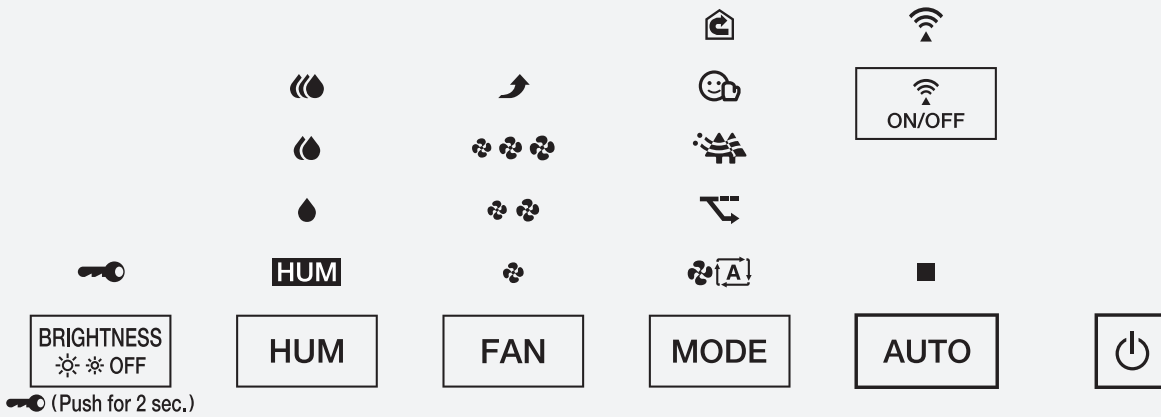 ON/OFF
HUM
A
BRIGHTNESS
OFF
HUM
FAN
MODE
AUTO
(Push for 2 sec.)